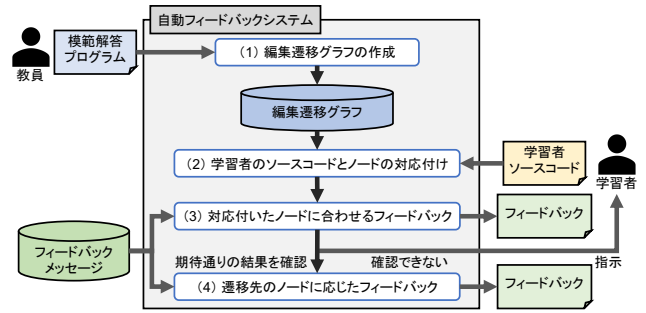 自動フィードバックシステム
模範解答
プログラム
教員
(1) 編集遷移グラフの作成
編集遷移グラフ
(2) 学習者のソースコードとノードの対応付け
学習者
ソースコード
学習者
(3) 対応付いたノードに合わせるフィードバック
フィードバック
フィードバック
メッセージ
期待通りの結果を確認
確認できない
指示
(4) 遷移先のノードに応じたフィードバック
フィードバック